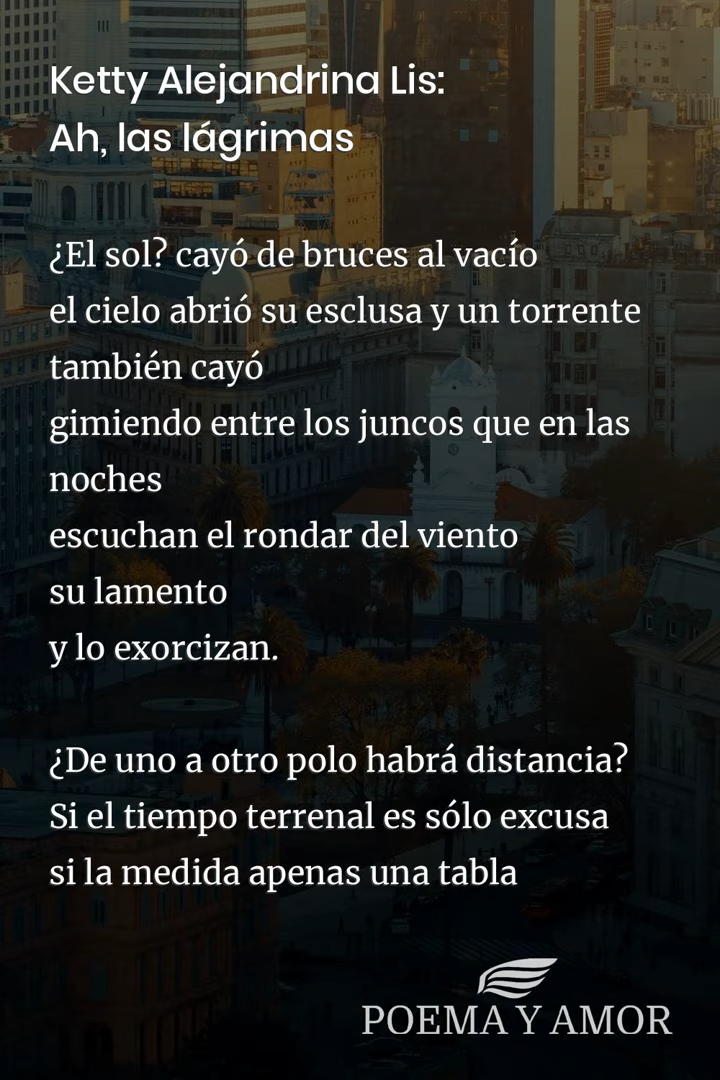 Ketty Alejandrina Lis:
Ah, las lágrimas
¿El sol? cayó de bruces al vacío
el cielo abrió su esclusa y un torrente
también cayó
gimiendo entre los juncos que en las
noches
escuchan el rondar del viento
su lamento
y lo exorcizan.
¿De uno a otro polo habrá distancia?
Si el tiempo terrenal es sólo excusa
si la medida apenas una tabla
POEMA Y AMOR